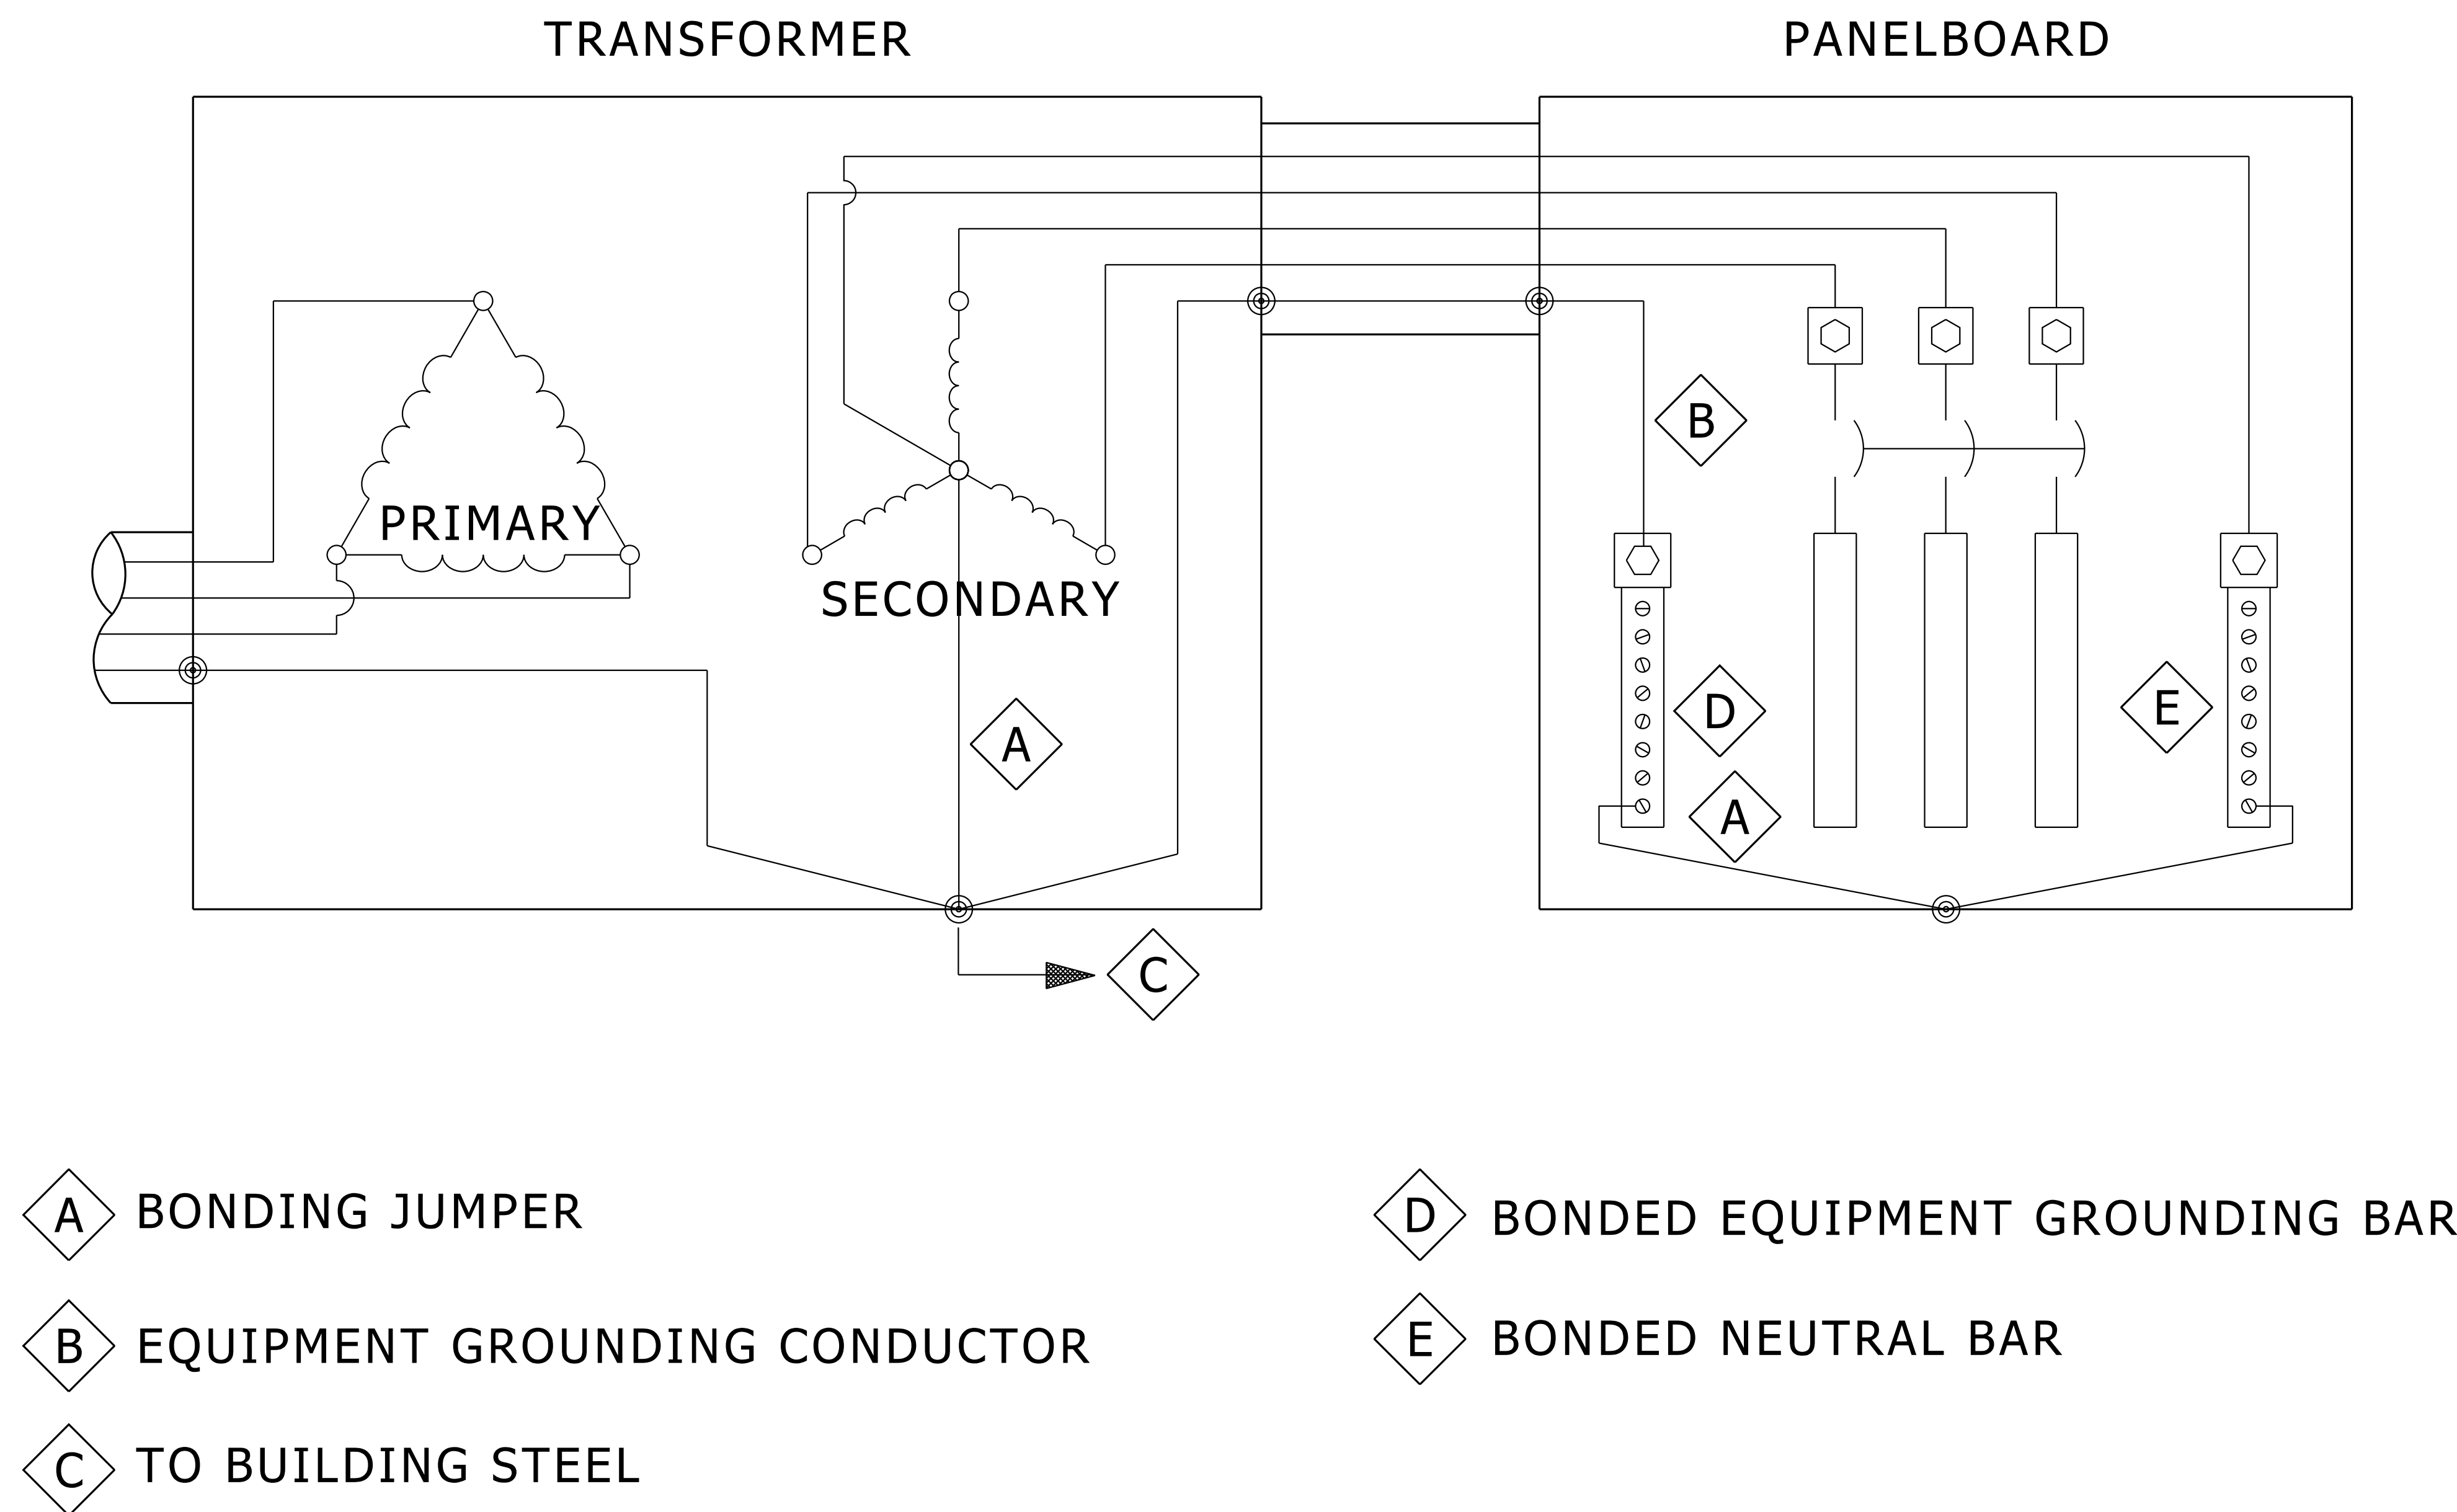 TRANSFORMER
PANELBOARD
PRIMARY
SECONDARY
B
D
E
A
A
C
A BONDING JUMPER
B EQUIPMENT GROUNDING CONDUCTOR
C TO BUILDING STEEL
D BONDED EQUIPMENT GROUNDING BAR
E BONDED NEUTRAL BAR